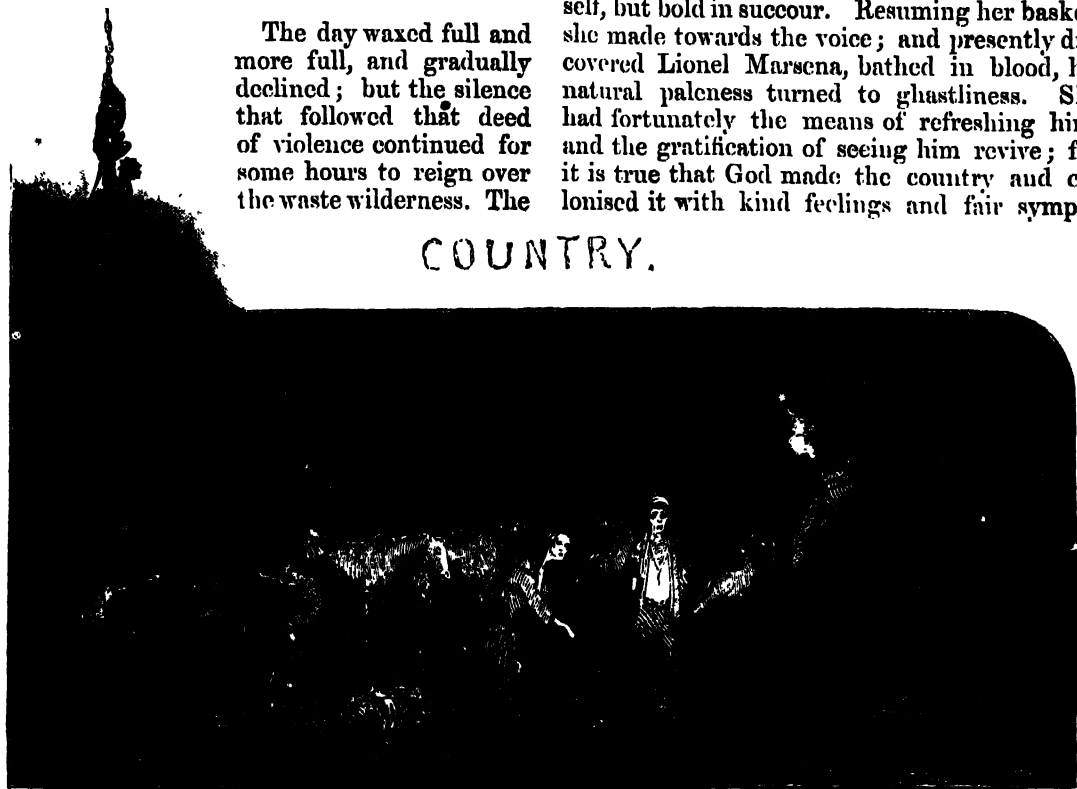 The day waxed full and
more full, and gradually
declined; but the silence
that followed that deed
of violence continued for
some hours to reign over
the waste wilderness. The
self, but bold in succour. Resuming her
she made towards the voice; and presently
covered Lionel Marsena, bathed in blood,
natural paleness turned to ghastliness.
had fortunately the means of refreshing
and the gratification of seeing him revive;
it is true that God made the country and
lonised it with kind feelings and fair
COUNTRY.